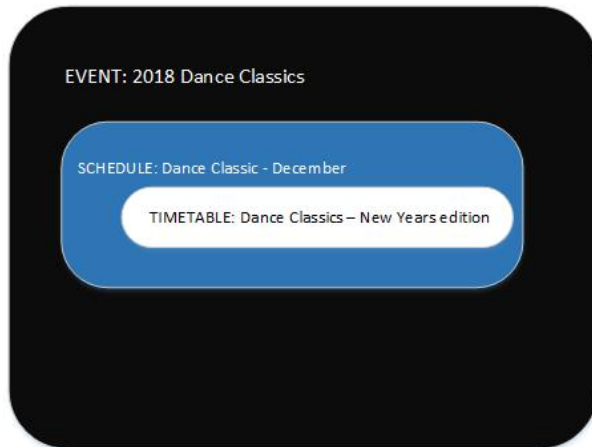 EVENT: 2018 Dance Classics
SCHEDULE: Dance Classic - December
TIMETABLE: Dance Classics – New Years edition